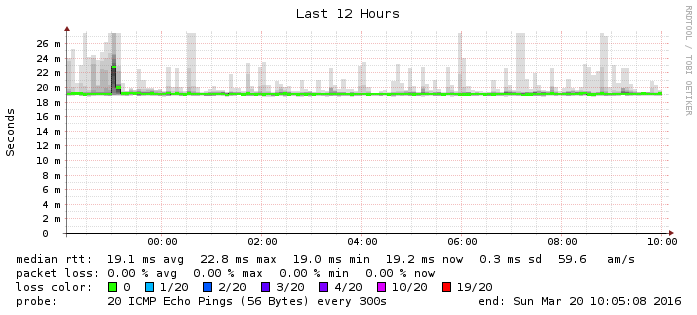 Last 12 Hours
RRDTOOL / TOBI OETIKER
Seconds
26 m
24 m
22 m
20 m
18 m
16 m
14 m
12 m
10 m
8 m
6 m
4 m
2 m
0
00:00 02:00 04:00 06:00 08:00 10:00
median rtt: 19.1 ms avg 22.8 ms max 19.0 ms min 19.2 ms now 0.3 ms sd 59.6 am/s
packet loss: 0.00 % avg 0.00 % max 0.00 % min 0.00 % now
loss color: 0 1/20 2/20 3/20 4/20 10/20 19/20
probe: 20 ICMP Echo Pings (56 Bytes) every 300s end: Sun Mar 20 10:05:08 2016